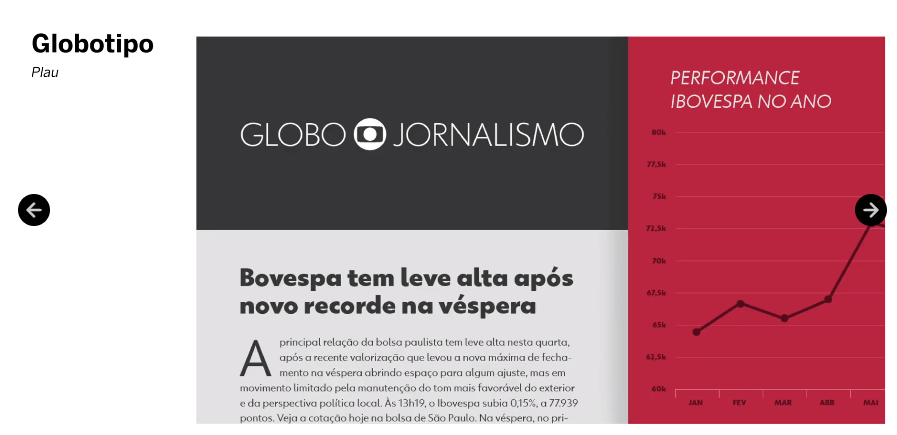 Globotipo
Plau
GLOBO JORNALISMO
Bovespa tem leve alta após
novo recorde na véspera
A principal relação da bolsa paulista tem leve alta nesta quarta,
após a recente valorização que levou a nova máxima de fecha-
mento na véspera abrindo espaço para algum ajuste, mas em
movimento limitado pela manutenção do tom mais favorável do exterior
e da perspectiva política local. Às 13h19, o Ibovespa subia 0,15%, a 77.939
pontos. Veja a cotação hoje na bolsa de São Paulo. Na véspera, no pri-
PERFORMANCE
IBOVESPA NO ANO
80k
77,5k
75k
72,5k
70k
67,5k
65k
62,5k
60k
JAN FEV MAR ABR MAI